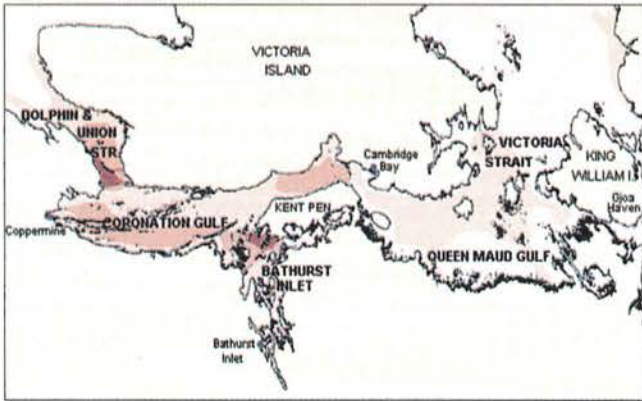 VICTORIA
ISLAND
DOLPHIN &
UNION
STR
VICTORIA
STRAIT
Cambridge
Bay
KING
WILLIAM I.
Gjoa
Haven
KENT PEN
CORONATION GULF
Coppermine
BATHURST
INLET
QUEEN MAUD GULF
Bathurst
Inlet